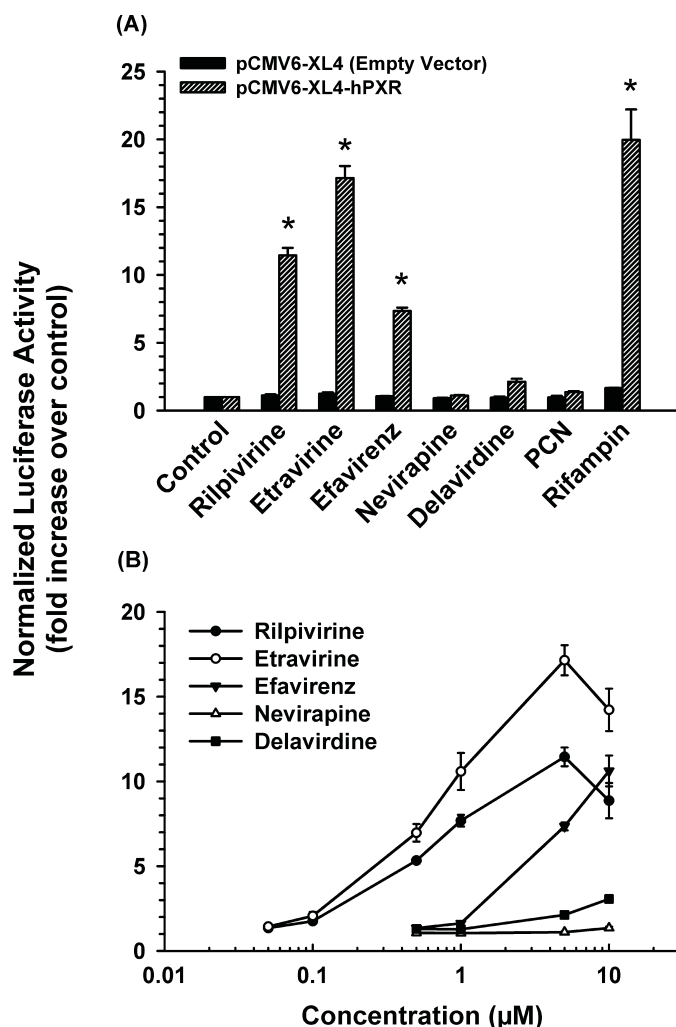 (A)
pCMV6-XL4 (Empty Vector)
pCMV6-XL4-hPXR
25
20
15
10
5
0
*
*
*
*
Control
Rilpivirine
Etravirine
Efavirenz
Nevirapine
Delavirdine
PCN
Rifampin
Normalized Luciferase Activity
(fold increase over control)
(B)
20
15
10
5
0
Rilpivirine
Etravirine
Efavirenz
Nevirapine
Delavirdine
0.01
0.1
1
10
Concentration (µM)